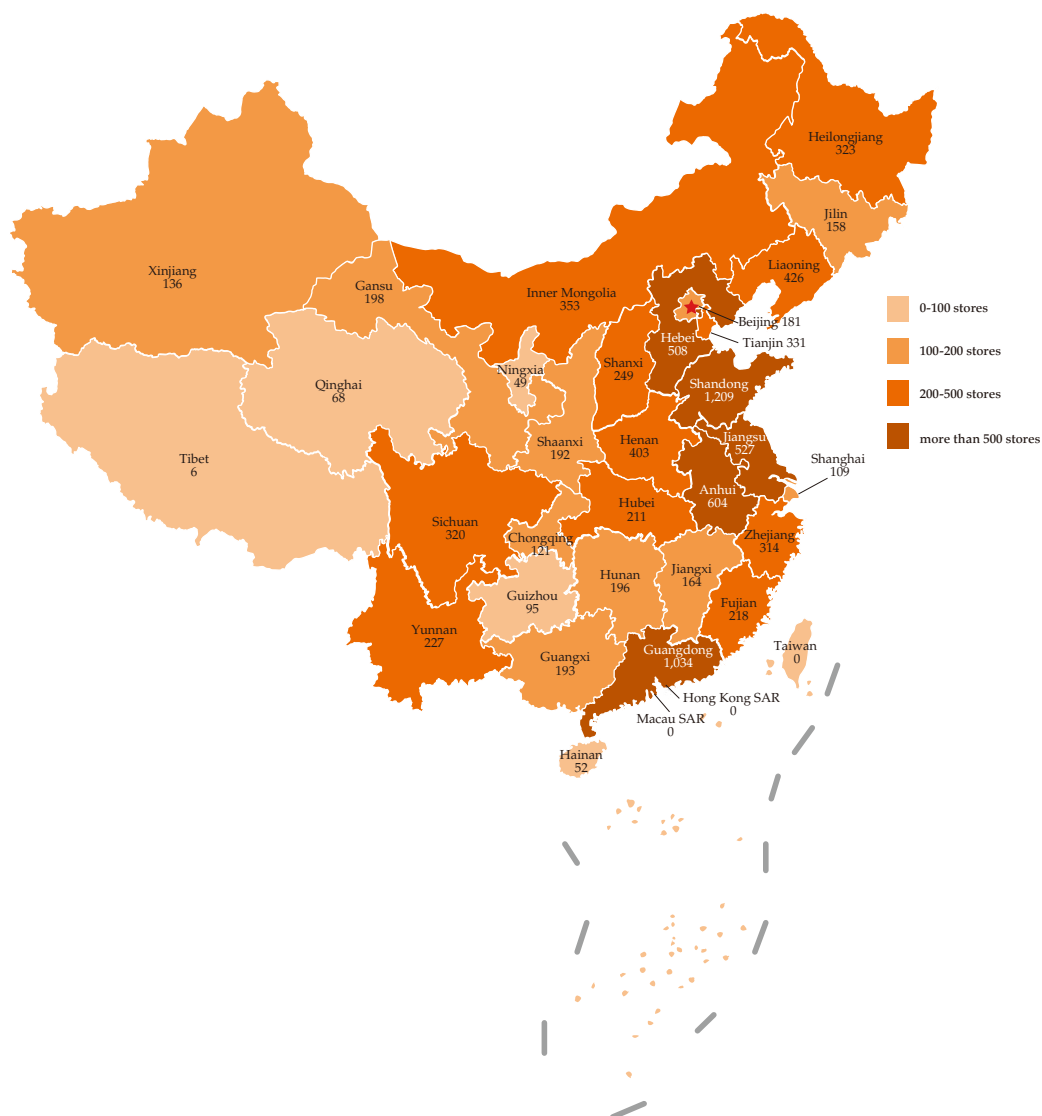 Heilongjiang
323
Jilin
158
Liaoning
426
Xinjiang
136
Gansu
198
Inner Mongolia
353
Beijing 181
Tianjin 331
Hebei
508
Shanxi
249
Ningxia
49
Qinghai
68
Shandong
1,209
Shaanxi
192
Henan
403
Jiangsu
527
Shanghai
109
Tibet
6
Anhui
604
Hubei
211
Sichuan
320
Chongqing
121
Zhejiang
314
Hunan
196
Jiangxi
164
Guizhou
95
Fujian
218
Yunnan
227
Guangxi
193
Guangdong
1,034
Taiwan
0
Hong Kong SAR
0
Macau SAR
0
Hainan
52
0-100 stores
100-200 stores
200-500 stores
more than 500 stores